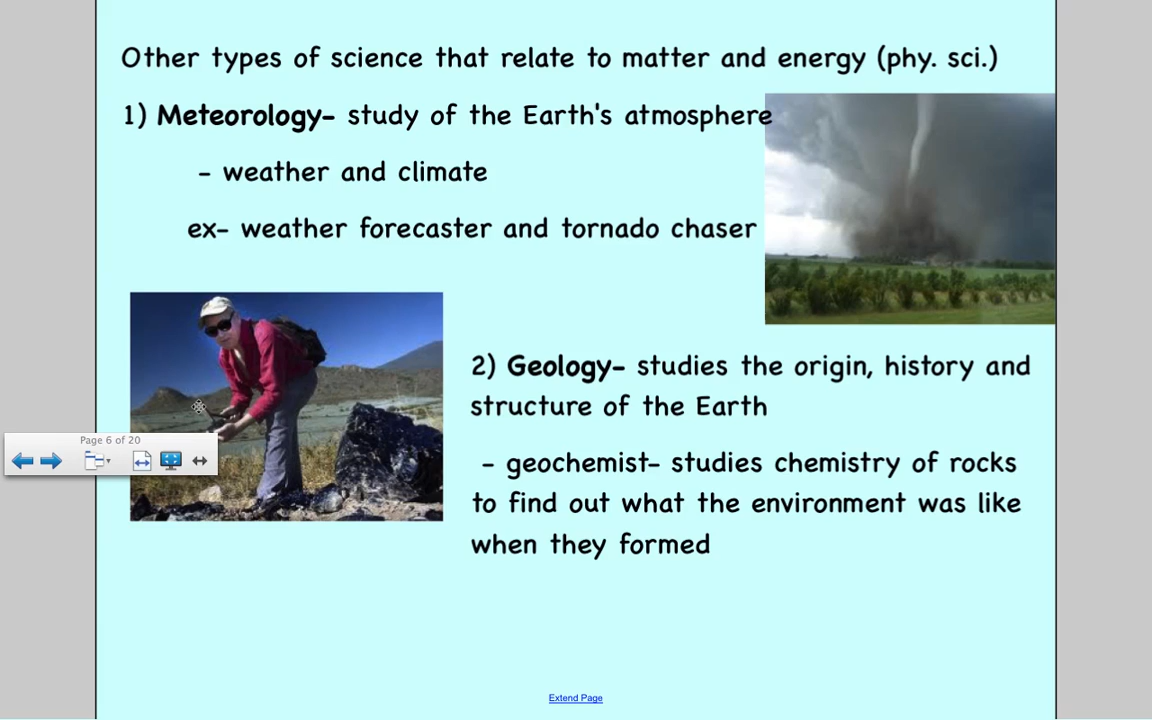 Other types of science that relate to matter and energy (phy. sci.)
1) Meteorology- study of the Earth's atmosphere
- weather and climate
ex- weather forecaster and tornado chaser
2) Geology- studies the origin, history and
structure of the Earth
- geochemist- studies chemistry of rocks
to find out what the environment was like
when they formed
Page 6 of 20
Extend Page